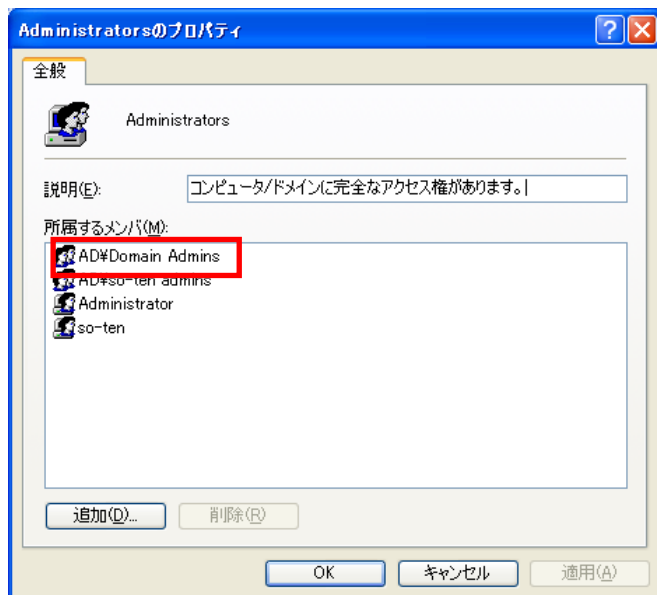 Administratorsのプロパティ
全般
Administrators
説明(E):
コンピュータ/ドメインに完全なアクセス権があります。
所属するメンバ(M):
AD¥Domain Admins
AD¥so-ten admins
Administrator
so-ten
追加(D)...
削除(R)
OK
キャンセル
適用(A)